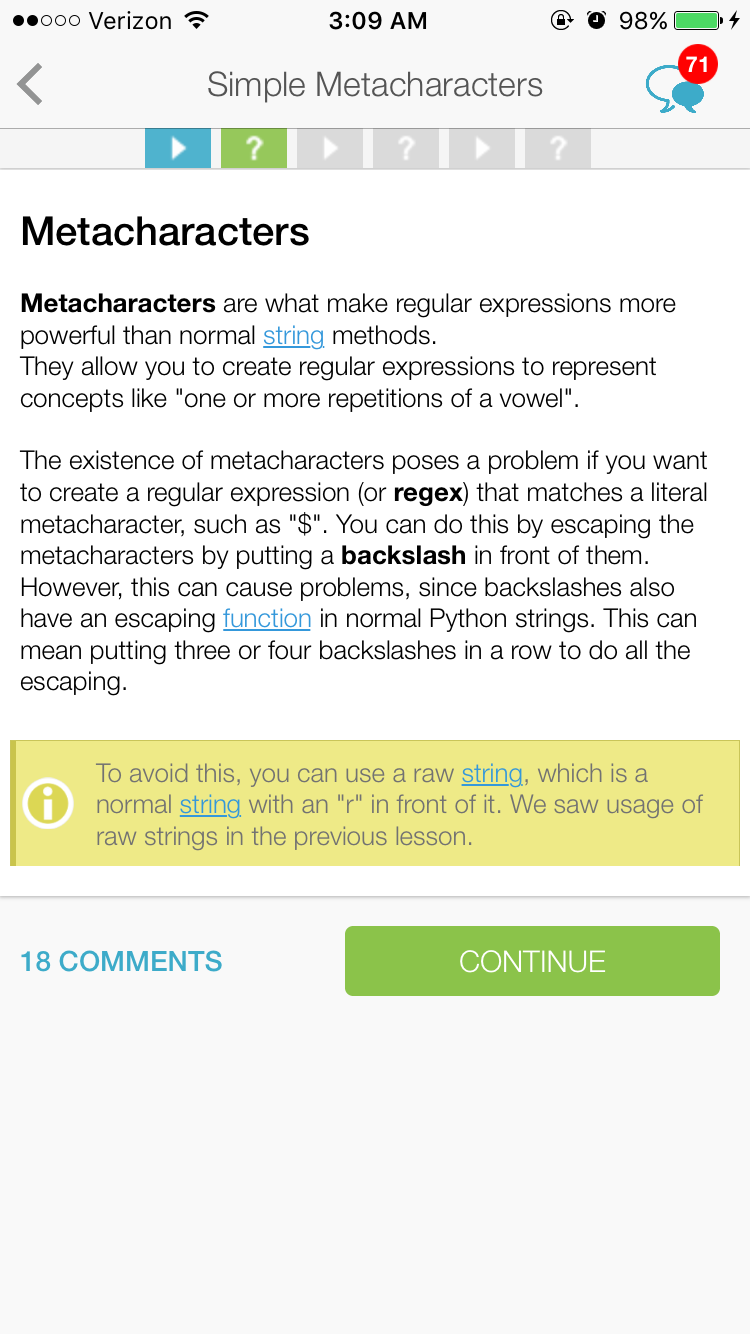 Verizon 3:09 AM 98%
Simple Metacharacters 71
? ? ?
Metacharacters
Metacharacters are what make regular expressions more
powerful than normal string methods.
They allow you to create regular expressions to represent
concepts like "one or more repetitions of a vowel".
The existence of metacharacters poses a problem if you want
to create a regular expression (or regex) that matches a literal
metacharacter, such as "$". You can do this by escaping the
metacharacters by putting a backslash in front of them.
However, this can cause problems, since backslashes also
have an escaping function in normal Python strings. This can
mean putting three or four backslashes in a row to do all the
escaping.
To avoid this, you can use a raw string, which is a
normal string with an "r" in front of it. We saw usage of
raw strings in the previous lesson.
18 COMMENTS CONTINUE